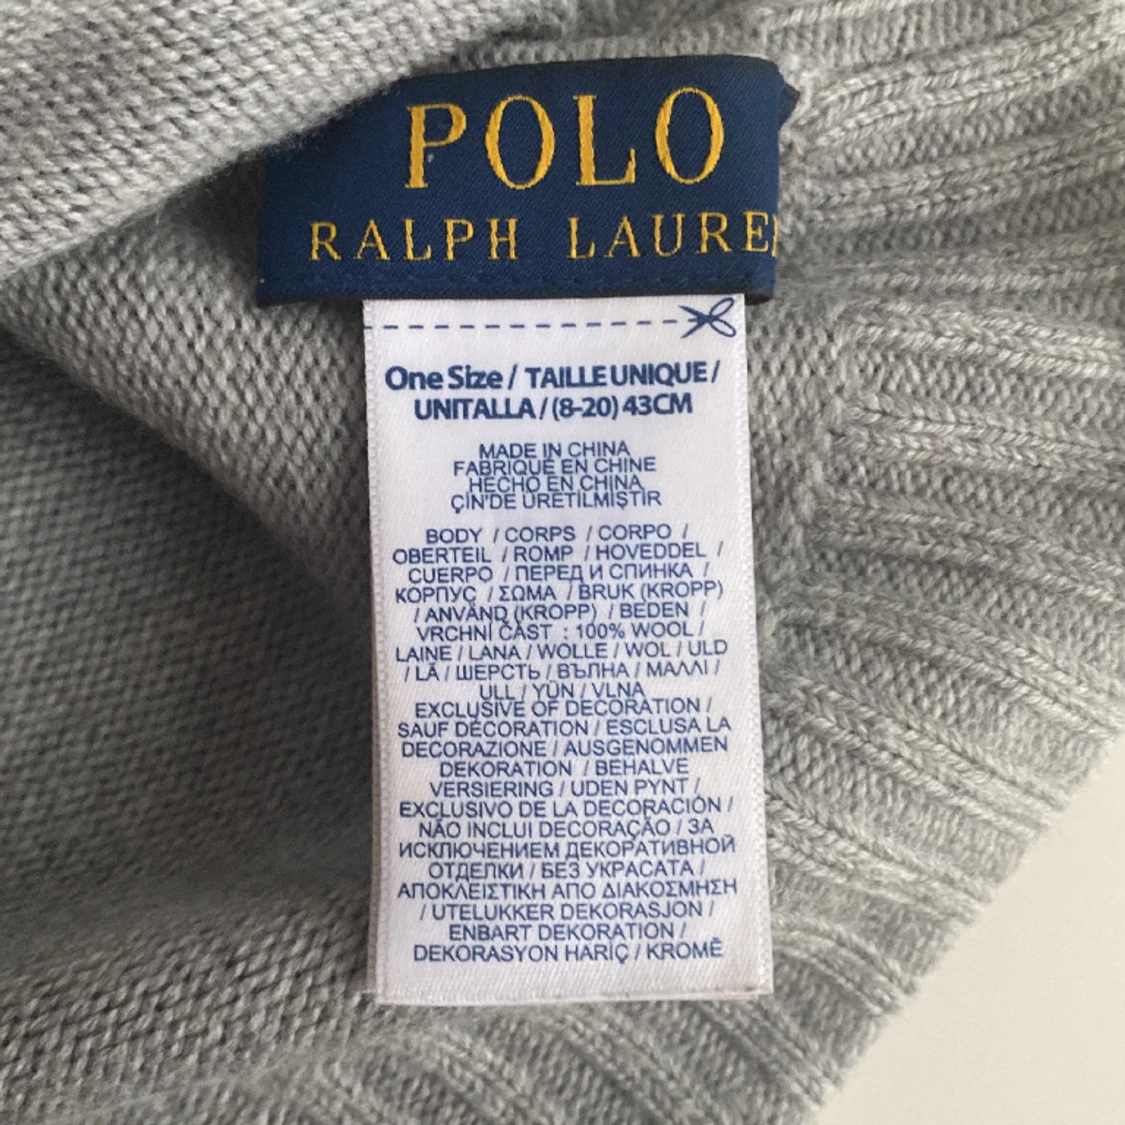 POLO
RALPH LAUREN
One Size / TAILLE UNIQUE /
UNITALLA / (8-20) 43CM
MADE IN CHINA
FABRIQUÉ EN CHINE
HECHO EN CHINA
ÇİN'DE ÜRETİLMİŞTİR
BODY / CORPS / CORPO /
OBERTEIL / ROMP / HOVEDDEL /
CUERPO / ПЕРЕД И СПИНКА /
КОРПУС / ΣΩΜΑ / BRUK (KROPP)
/ ANVÄND (KROPP) / BEDEN /
VRCHNÍ ČÁST : 100% WOOL /
LAINE / LANA / WOLLE / WOL / ULD
/ LÃ / ШЕРСТЬ / ВЪЛНА / ΜΑΛΛΙ /
ULL / YÜN / VLNA
EXCLUSIVE OF DECORATION /
SAUF DÉCORATION / ESCLUSA LA
DECORAZIONE / AUSGENOMMEN
DEKORATION / BEHALVE
VERSIERING / UDEN PYNT /
EXCLUSIVO DE LA DECORACIÓN /
NÃO INCLUI DECORAÇÃO / ЗА
ИСКЛЮЧЕНИЕМ ДЕКОРАТИВНОЙ
ОТДЕЛКИ / БЕЗ УКРАСАТА /
ΑΠΟΚΛΕΙΣΤΙΚΗ ΑΠΟ ΔΙΑΚΟΣΜΗΣΗ
/ UTELUKKER DEKORASJON /
ENBART DEKORATION /
DEKORASYON HARİÇ / KROMĚ